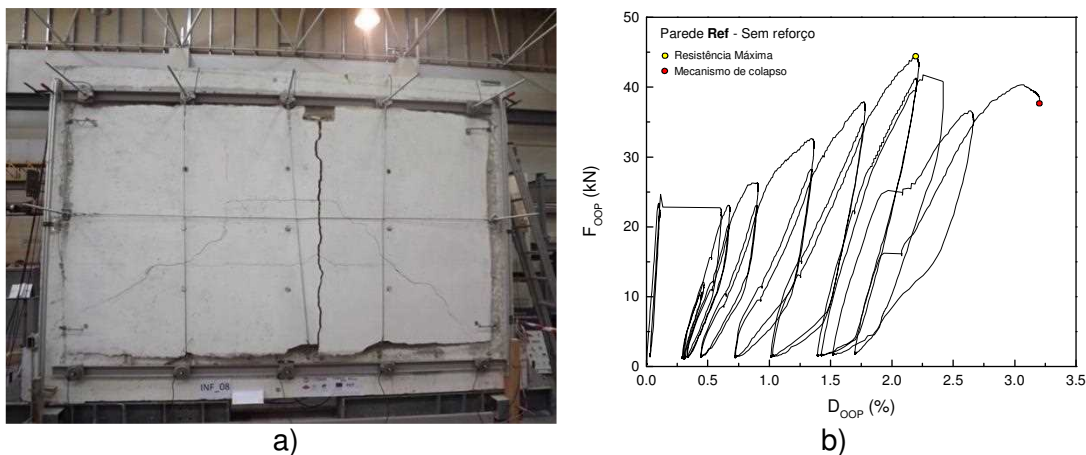 INF_08
a)
Parede Ref - Sem reforço
Resistência Máxima
Mecanismo de colapso
F_OOP (kN)
50
40
30
20
10
0
0.0 0.5 1.0 1.5 2.0 2.5 3.0 3.5
D_OOP (%)
b)